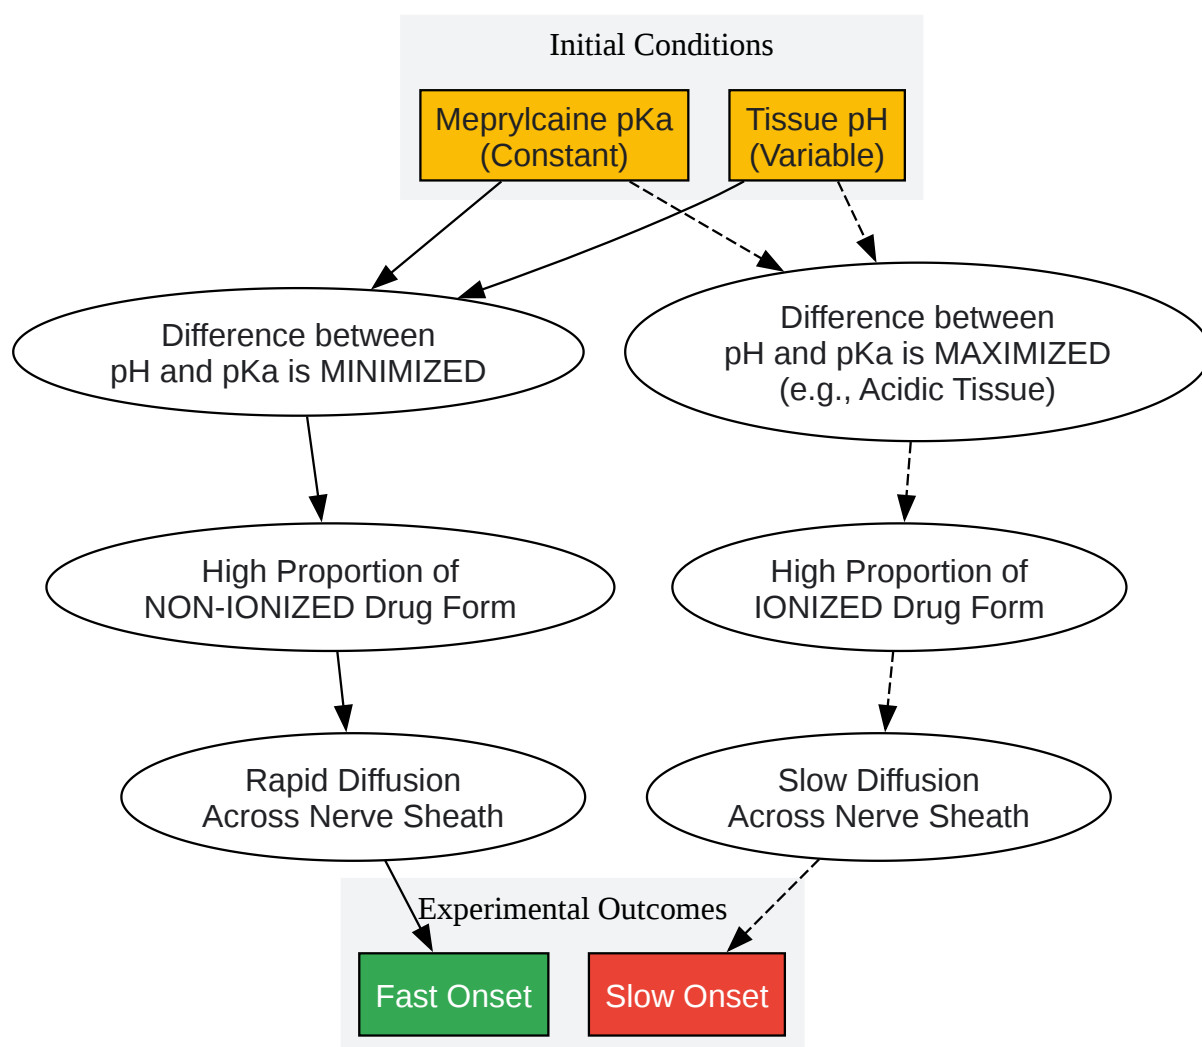 Initial Conditions
Meprylcaine pKa
(Constant)
Tissue pH
(Variable)
Difference between
pH and pKa is MINIMIZED
Difference between
pH and pKa is MAXIMIZED
(e.g., Acidic Tissue)
High Proportion of
NON-IONIZED Drug Form
High Proportion of
IONIZED Drug Form
Rapid Diffusion
Across Nerve Sheath
Slow Diffusion
Across Nerve Sheath
Experimental Outcomes
Fast Onset
Slow Onset